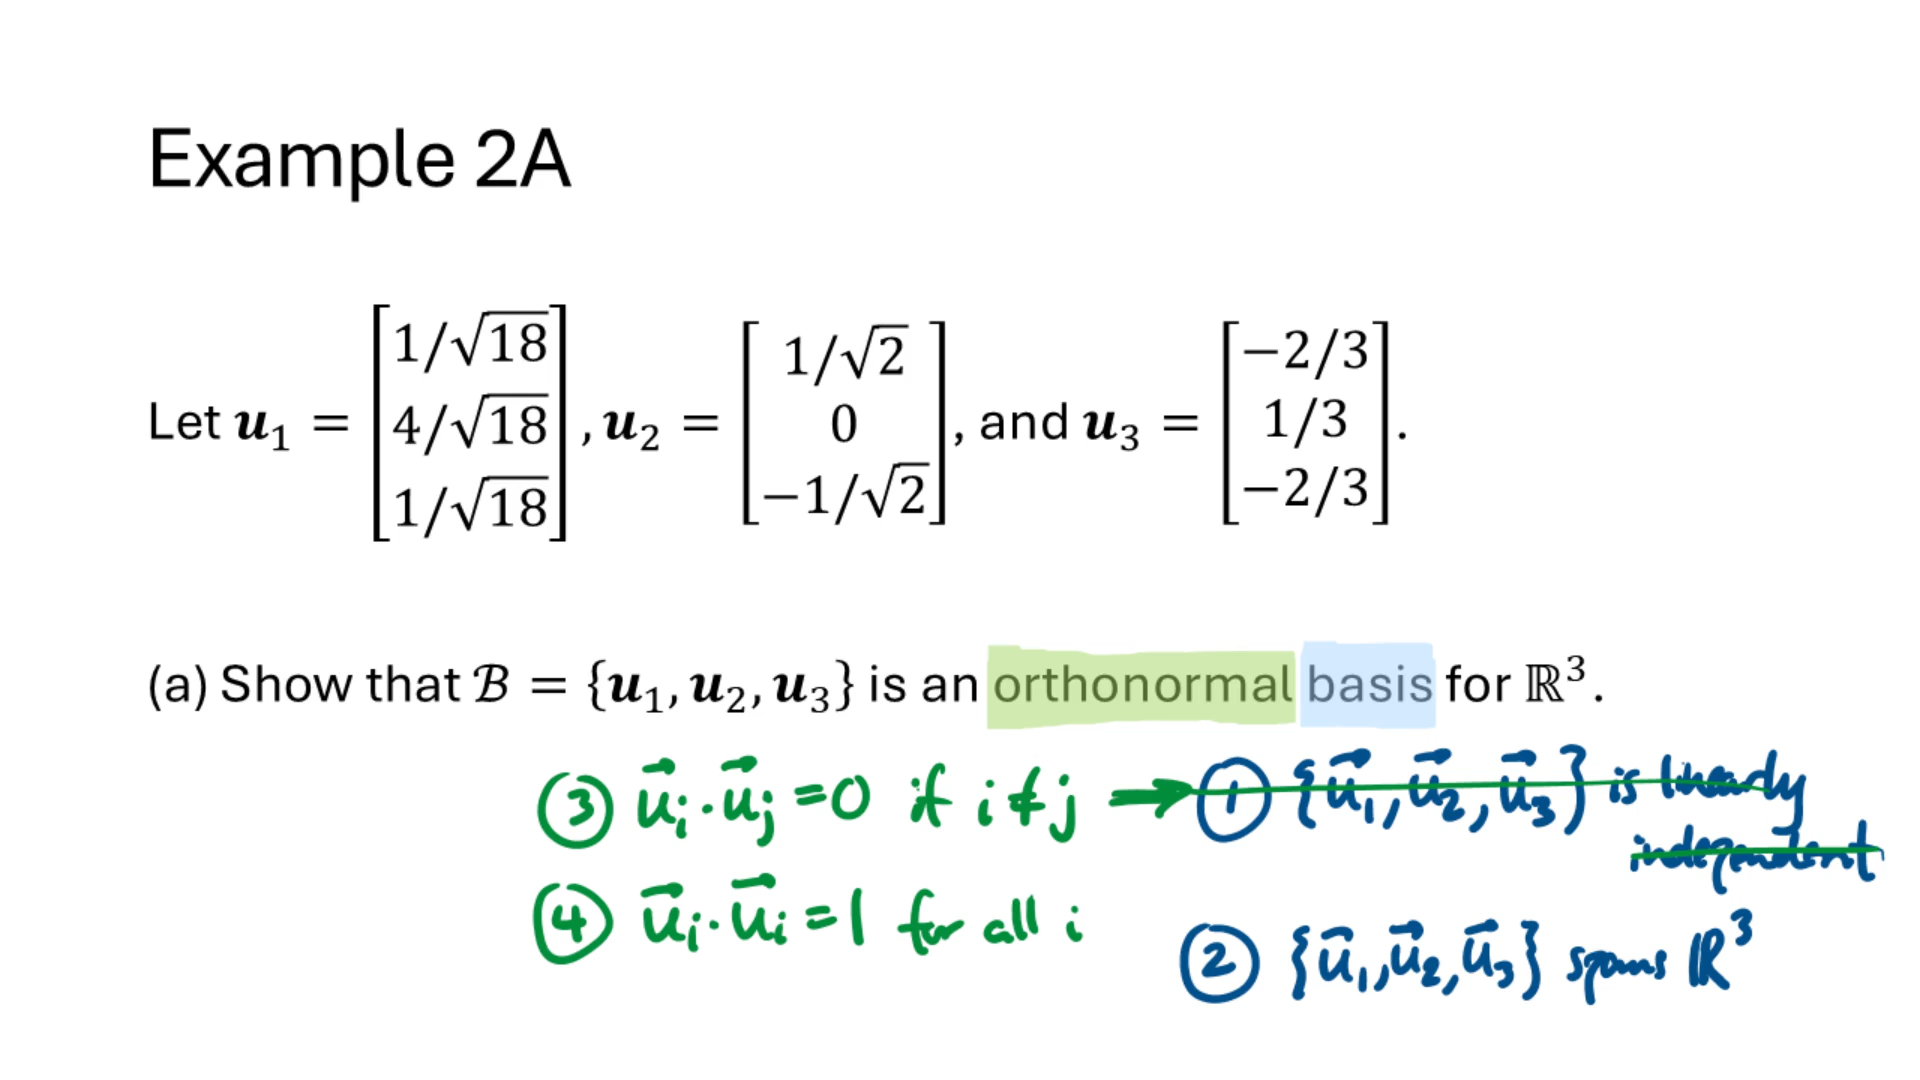 Example 2A
Let u₁ = [1/√18 4/√18 1/√18], u₂ = [1/√2 0 −1/√2], and u₃ = [−2/3 1/3 −2/3].
(a) Show that ℬ = {u₁, u₂, u₃} is an orthonormal basis for ℝ³.
③ u⃗ᵢ · u⃗ⱼ = 0 if i ≠ j → ① {u⃗₁, u⃗₂, u⃗₃} is linearly
independent
④ u⃗ᵢ · u⃗ᵢ = 1 for all i
② {u⃗₁, u⃗₂, u⃗₃} spans ℝ³